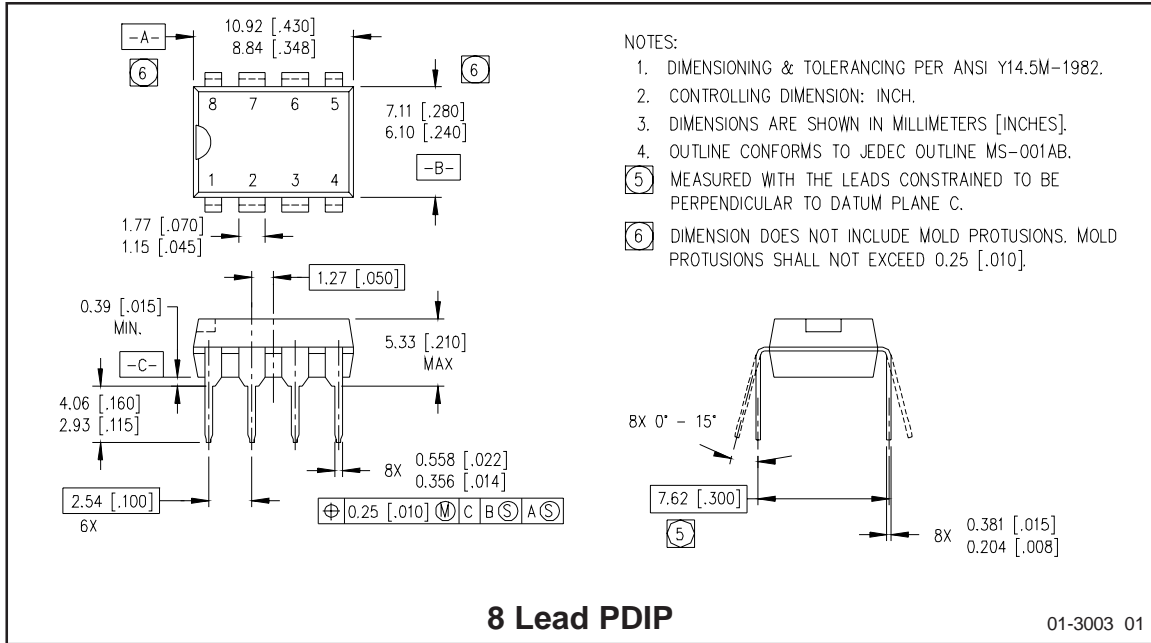 -A-
10.92 [.430]
8.84 [.348]
6
6
8 7 6 5
1 2 3 4
7.11 [.280]
6.10 [.240]
-B-
1.77 [.070]
1.15 [.045]
NOTES:
1. DIMENSIONING & TOLERANCING PER ANSI Y14.5M-1982.
2. CONTROLLING DIMENSION: INCH.
3. DIMENSIONS ARE SHOWN IN MILLIMETERS [INCHES].
4. OUTLINE CONFORMS TO JEDEC OUTLINE MS-001AB.
5 MEASURED WITH THE LEADS CONSTRAINED TO BE
PERPENDICULAR TO DATUM PLANE C.
6 DIMENSION DOES NOT INCLUDE MOLD PROTUSIONS. MOLD
PROTUSIONS SHALL NOT EXCEED 0.25 [.010].
1.27 [.050]
0.39 [.015]
MIN.
-C-
5.33 [.210]
MAX
4.06 [.160]
2.93 [.115]
8X 0.558 [.022]
0.356 [.014]
2.54 [.100]
6X
⌖ 0.25 [.010] Ⓜ C B Ⓢ A Ⓢ
8X 0° - 15°
7.62 [.300]
5
8X 0.381 [.015]
0.204 [.008]
8 Lead PDIP
01-3003 01